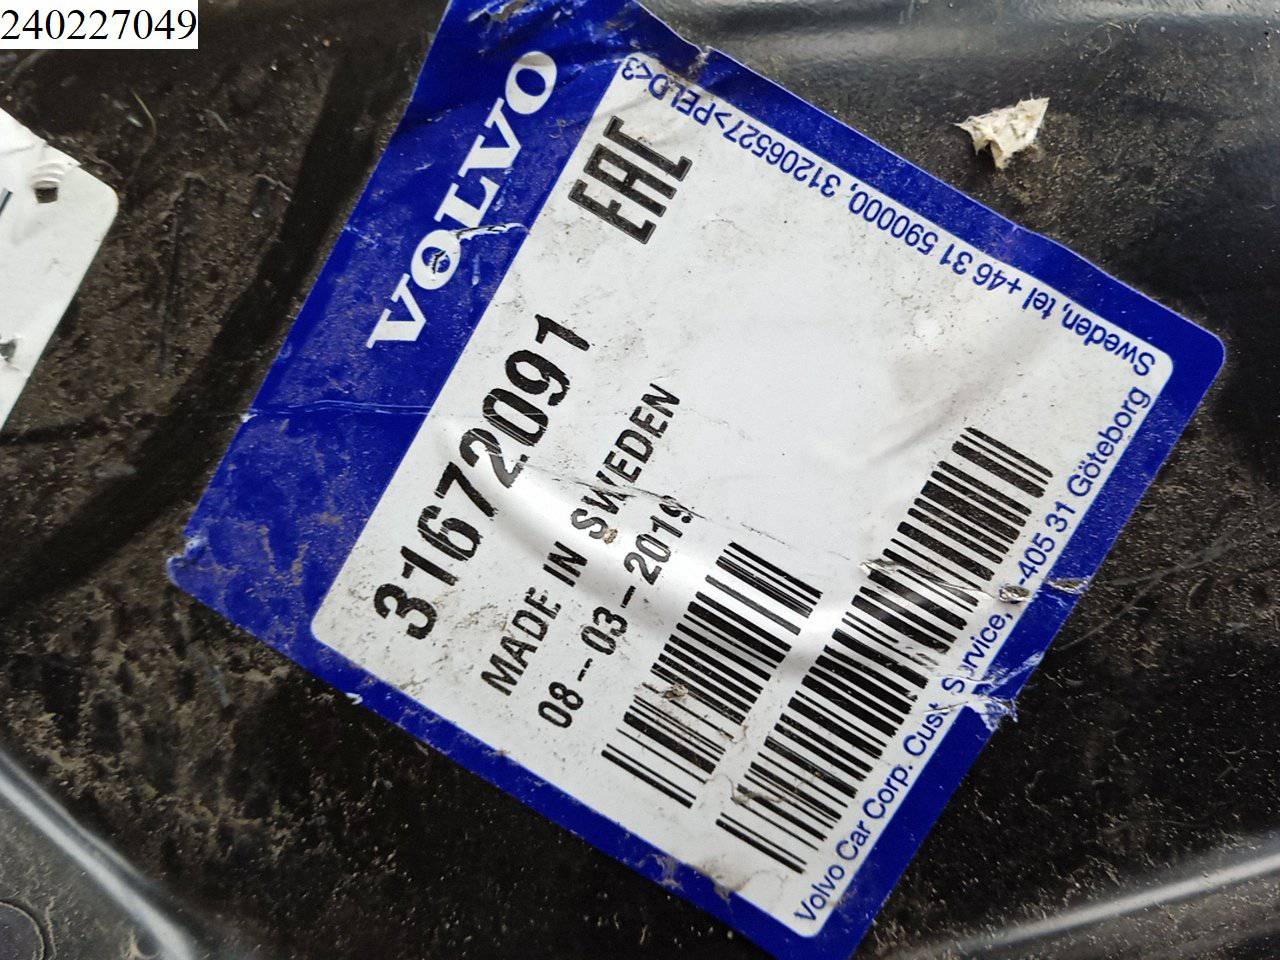 240227049
VOLVO
EAC
31672091
MADE IN SWEDEN
08-03-2019
Volvo Car Corp. Cust. Service, -405 31 Göteborg
Sweden, tel +46 31 590000, 31206527>PELD<3